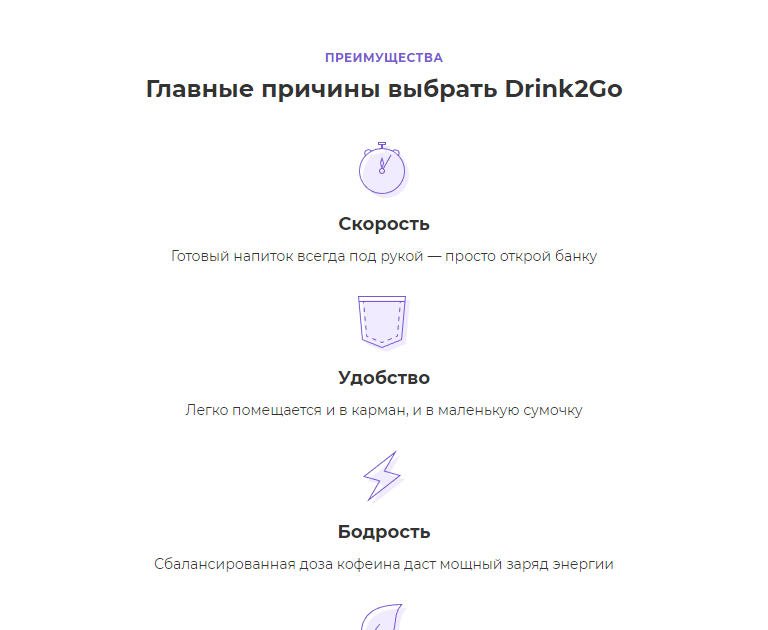 ПРЕИМУЩЕСТВА
Главные причины выбрать Drink2Go
Скорость
Готовый напиток всегда под рукой — просто открой банку
Удобство
Легко помещается и в карман, и в маленькую сумочку
Бодрость
Сбалансированная доза кофеина даст мощный заряд энергии